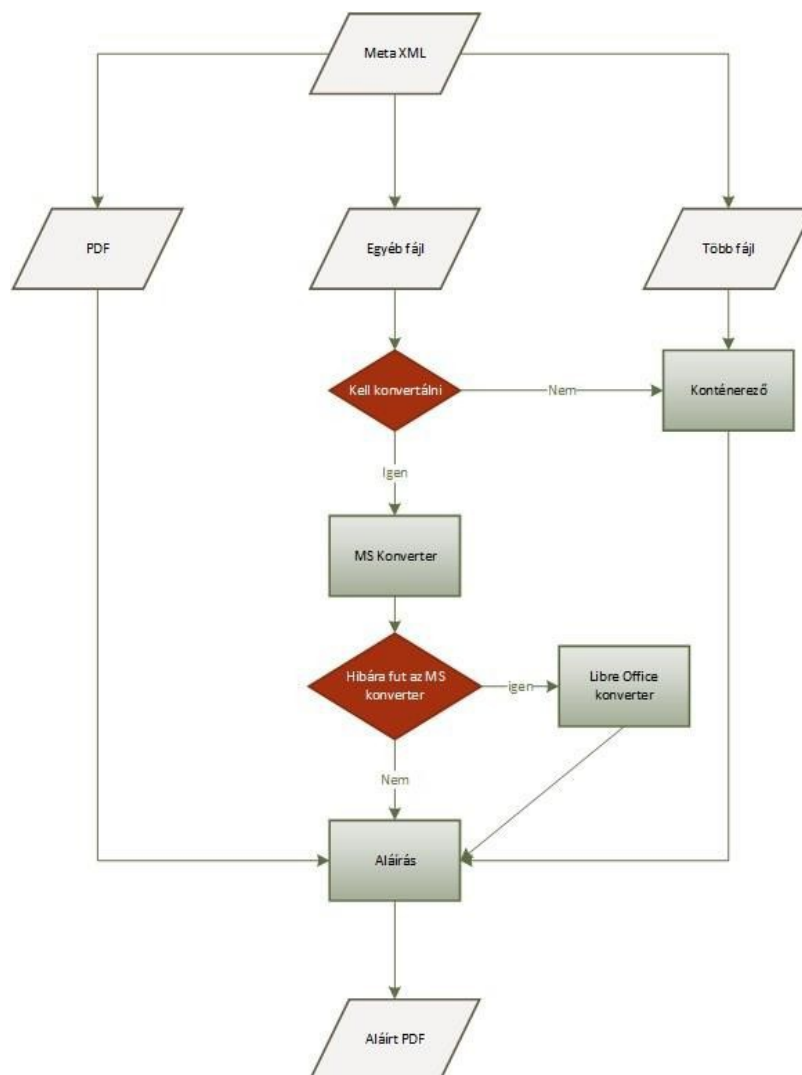 Meta XML
PDF
Egyéb fájl
Több fájl
Kell konvertálni
Nem
Konténerező
Igen
MS Konverter
Hibára fut az MS
konverter
igen
Libre Office
konverter
Nem
Aláírás
Aláírt PDF